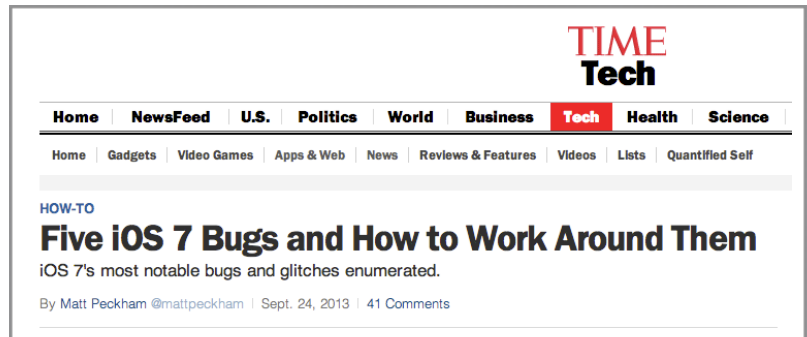 TIME
Tech
Home NewsFeed U.S. Politics World Business Tech Health Science
Home Gadgets Video Games Apps & Web News Reviews & Features Videos Lists Quantified Self
HOW-TO
Five iOS 7 Bugs and How to Work Around Them
iOS 7's most notable bugs and glitches enumerated.
By Matt Peckham @mattpeckham Sept. 24, 2013 41 Comments